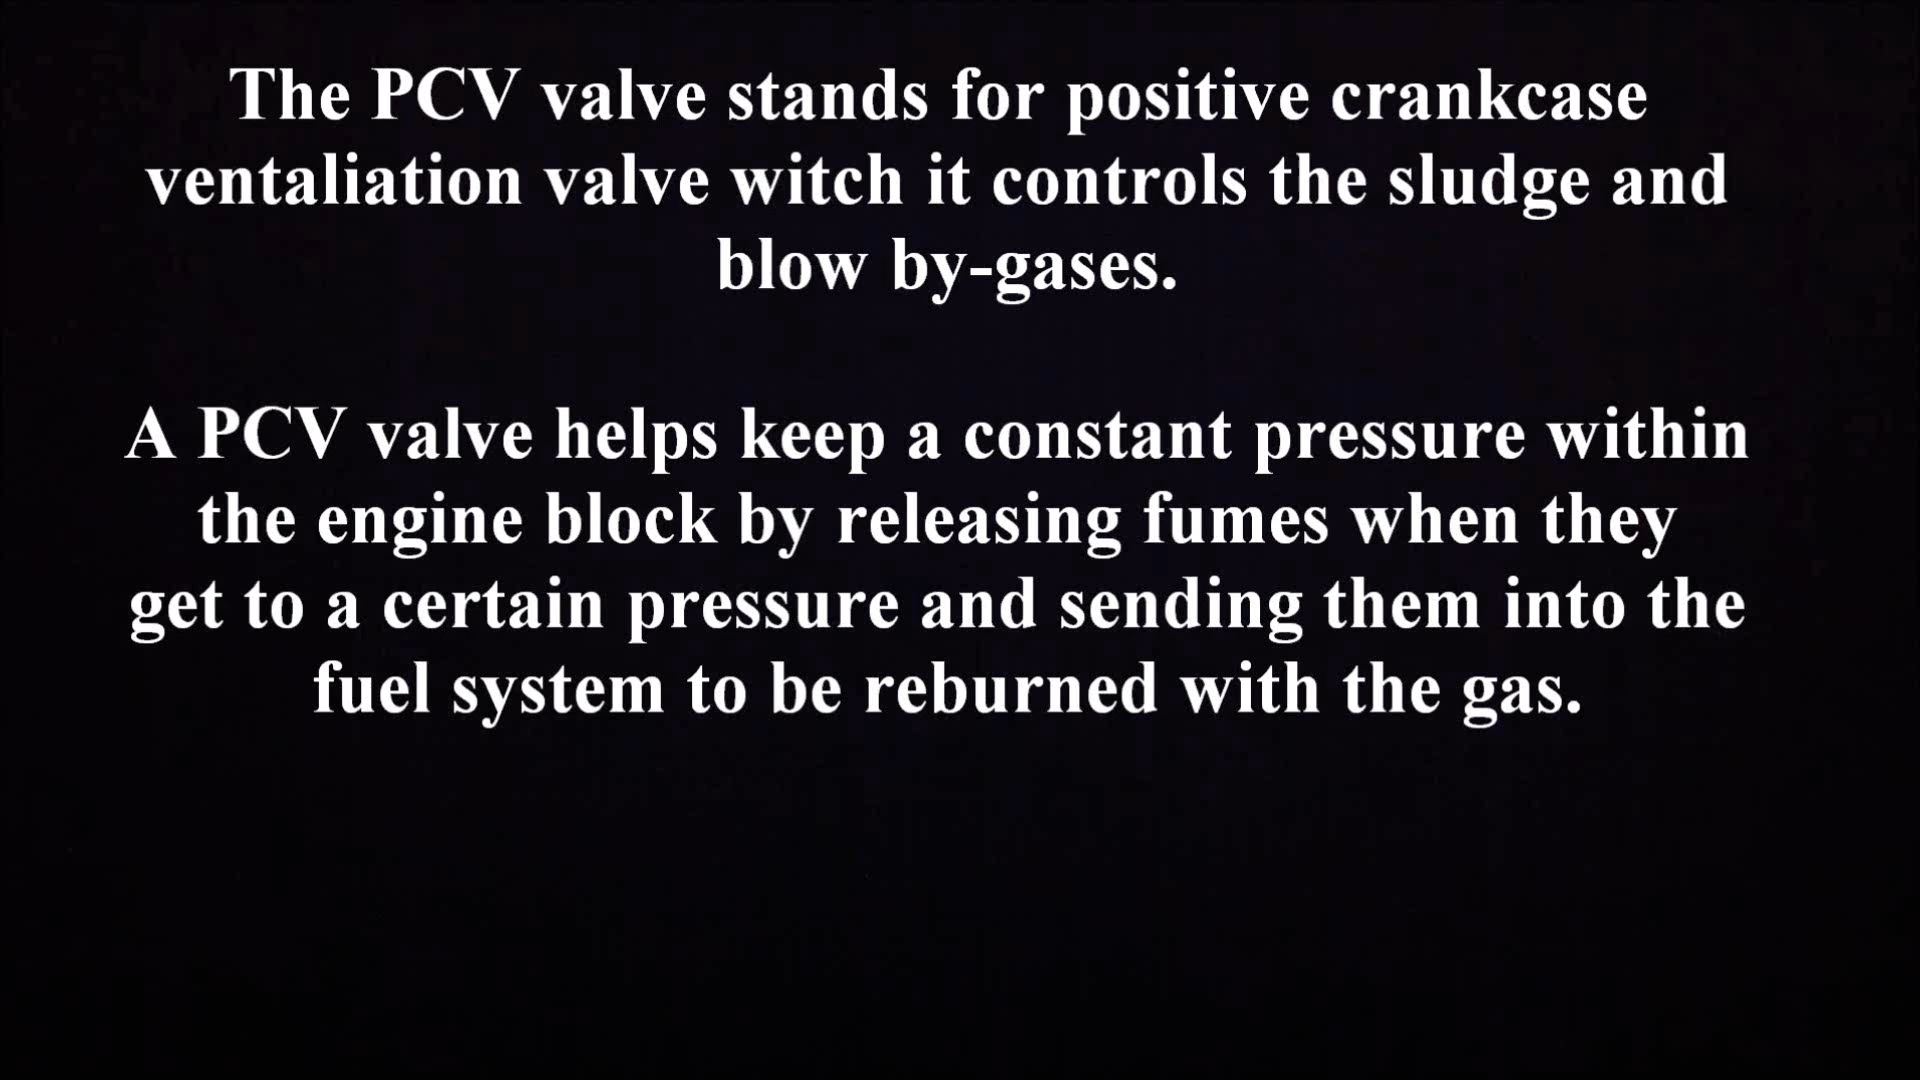 The PCV valve stands for positive crankcase
ventaliation valve witch it controls the sludge and
blow by-gases.
A PCV valve helps keep a constant pressure within
the engine block by releasing fumes when they
get to a certain pressure and sending them into the
fuel system to be reburned with the gas.